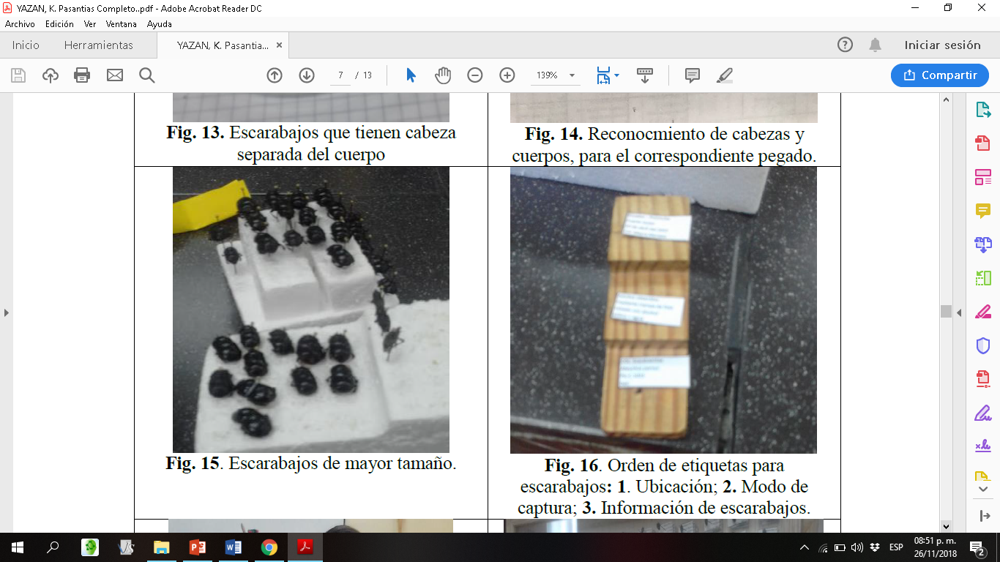 YAZAN, K. Pasantias Completo..pdf - Adobe Acrobat Reader DC
Archivo Edición Ver Ventana Ayuda
Inicio Herramientas YAZAN, K. Pasantia... Iniciar sesión
7 / 13 139% Compartir
Fig. 13. Escarabajos que tienen cabeza
separada del cuerpo
Fig. 14. Reconocmiento de cabezas y
cuerpos, para el correspondiente pegado.
Fig. 15. Escarabajos de mayor tamaño.
Fig. 16. Orden de etiquetas para
escarabajos: 1. Ubicación; 2. Modo de
captura; 3. Información de escarabajos.
ESP
08:51 p. m.
26/11/2018
2